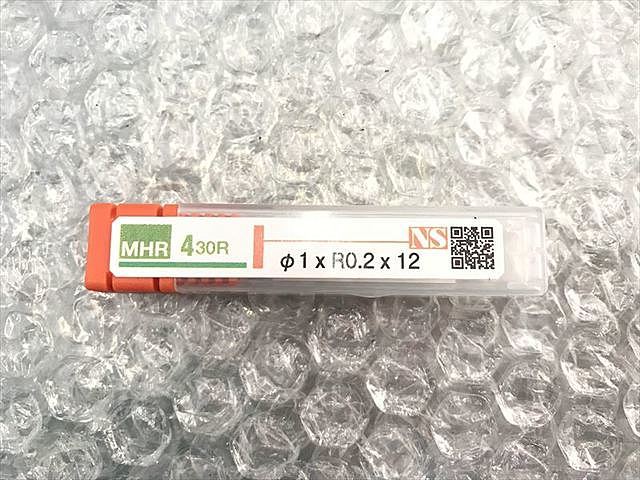 MHR 430R NS
φ1 x R0.2 x 12